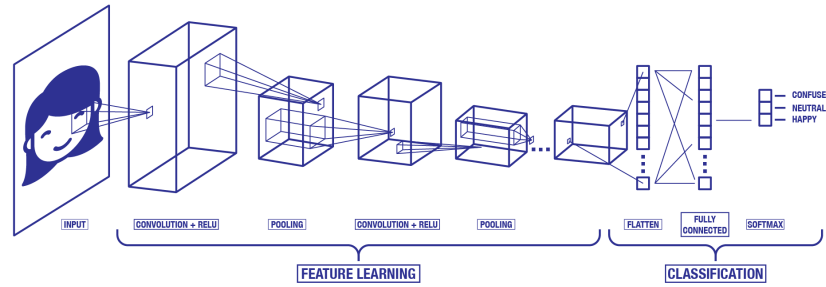 CONFUSE
NEUTRAL
HAPPY
INPUT
CONVOLUTION + RELU
POOLING
CONVOLUTION + RELU
POOLING
FLATTEN
FULLY
CONNECTED
SOFTMAX
FEATURE LEARNING
CLASSIFICATION